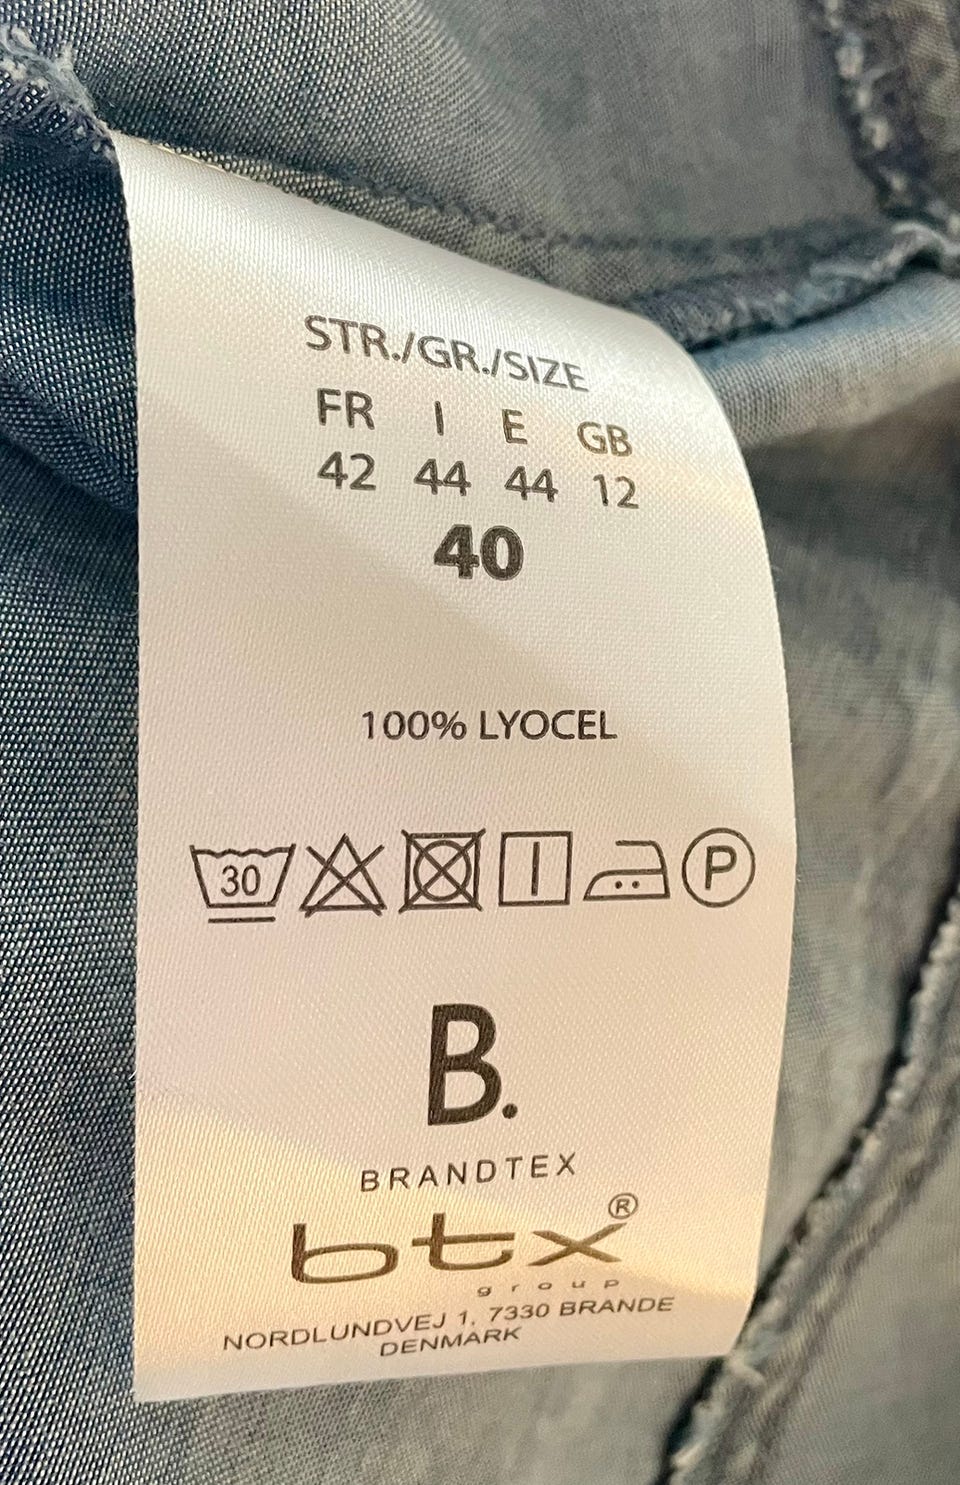 STR./GR./SIZE
FR I E GB
42 44 44 12
40
100% LYOCEL
30 P
B.
BRANDTEX
btx®
group
NORDLUNDVEJ 1, 7330 BRANDE
DENMARK